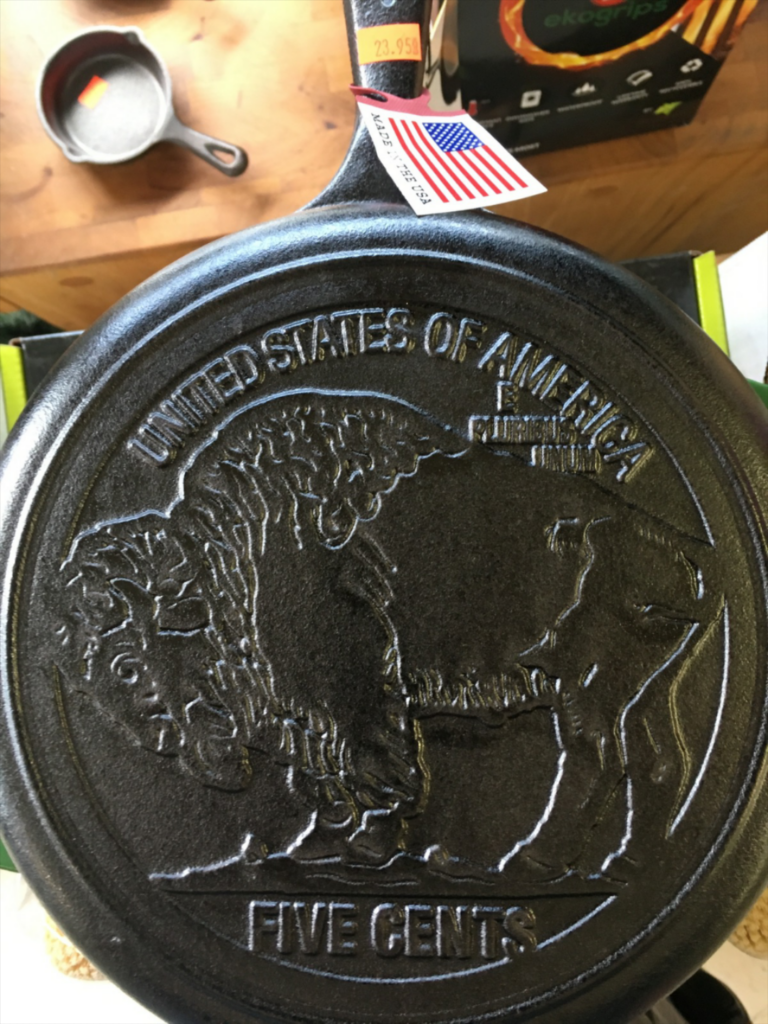 ekogrips
23.95
MADE IN THE USA
UNITED STATES OF AMERICA
E
PLURIBUS
UNUM
FIVE CENTS